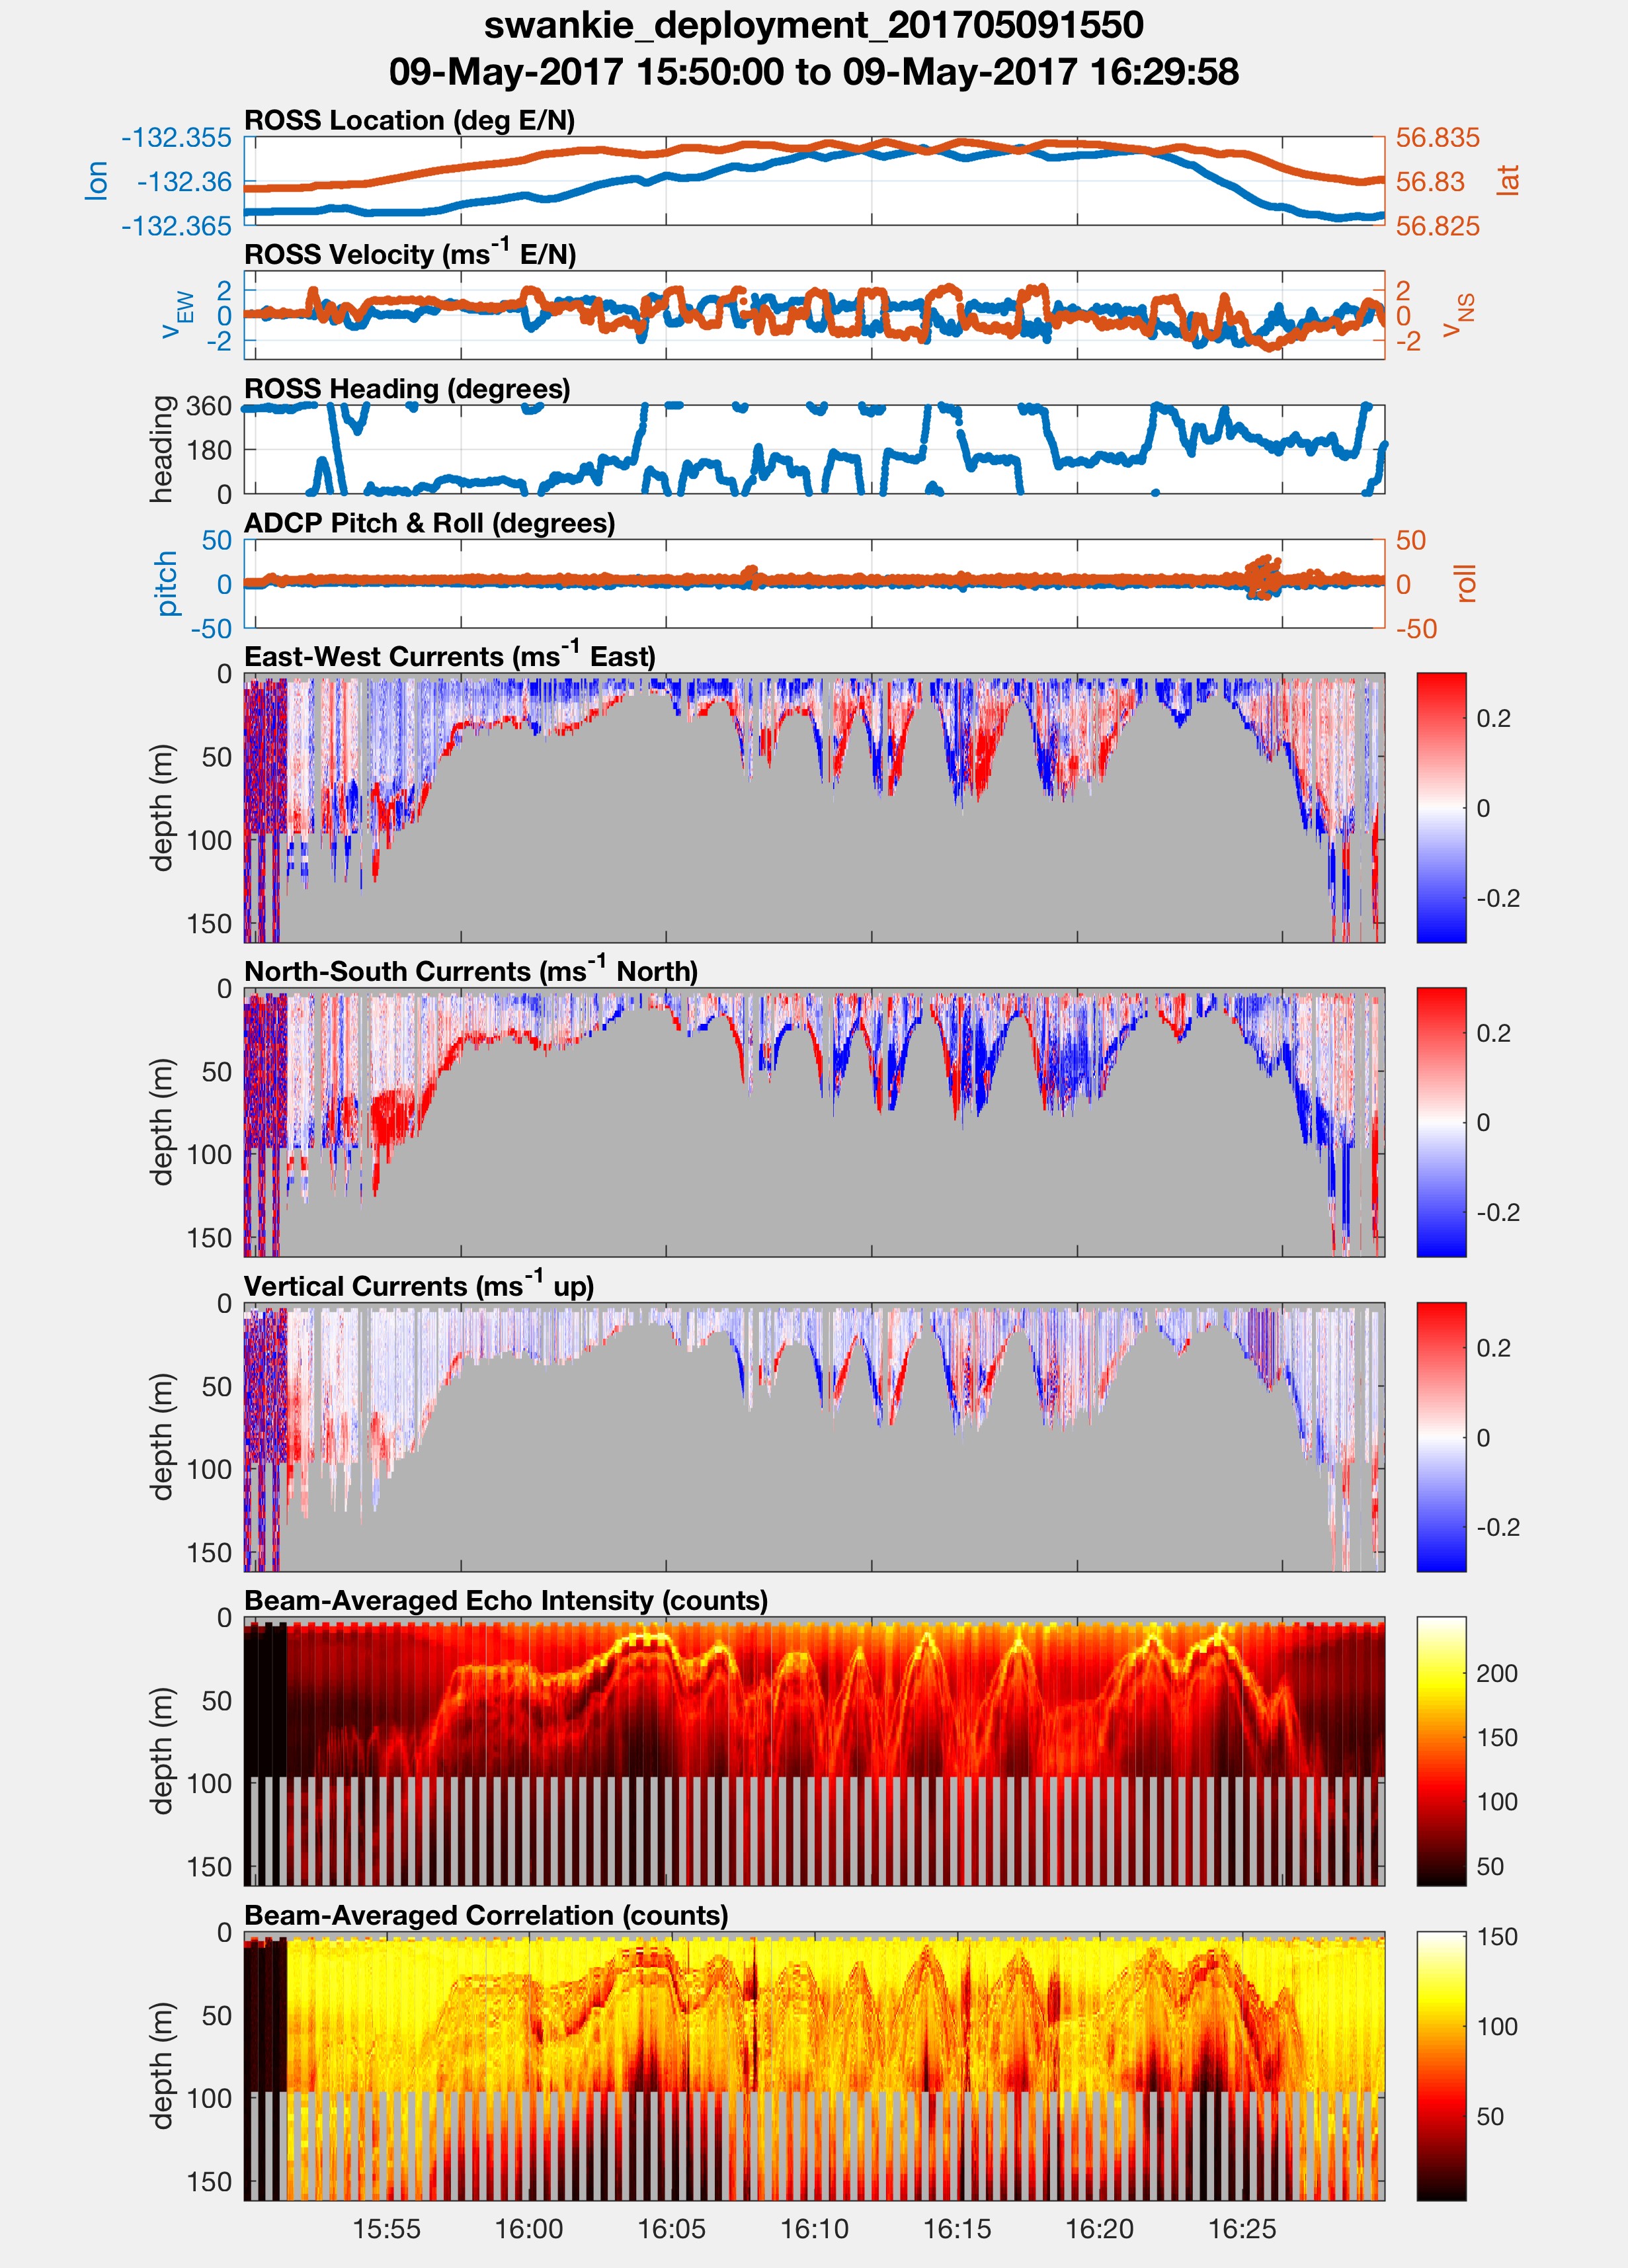 swankie_deployment_201705091550
09-May-2017 15:50:00 to 09-May-2017 16:29:58
ROSS Location (deg E/N)
-132.355
-132.36
-132.365
lon
56.835
56.83
56.825
lat
ROSS Velocity (ms-1 E/N)
2
0
-2
vEW
2
0
-2
vNS
ROSS Heading (degrees)
360
180
0
heading
ADCP Pitch & Roll (degrees)
50
0
-50
pitch
50
0
-50
roll
East-West Currents (ms-1 East)
0
50
100
150
depth (m)
0.2
0
-0.2
North-South Currents (ms-1 North)
0
50
100
150
depth (m)
0.2
0
-0.2
Vertical Currents (ms-1 up)
0
50
100
150
depth (m)
0.2
0
-0.2
Beam-Averaged Echo Intensity (counts)
0
50
100
150
depth (m)
200
150
100
50
Beam-Averaged Correlation (counts)
0
50
100
150
depth (m)
150
100
50
15:55 16:00 16:05 16:10 16:15 16:20 16:25